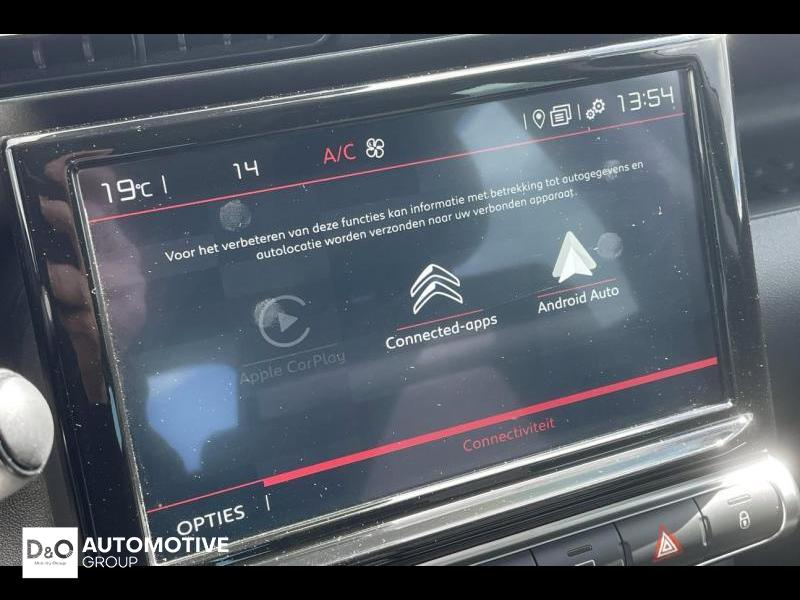 19°C
14
A/C
13:54
Voor het verbeteren van deze functies kan informatie met betrekking tot autogegevens en
autolocatie worden verzonden naar uw verbonden apparaat.
Apple CarPlay
Connected-apps
Android Auto
Connectiviteit
OPTIES
D&O
AUTOMOTIVE
GROUP